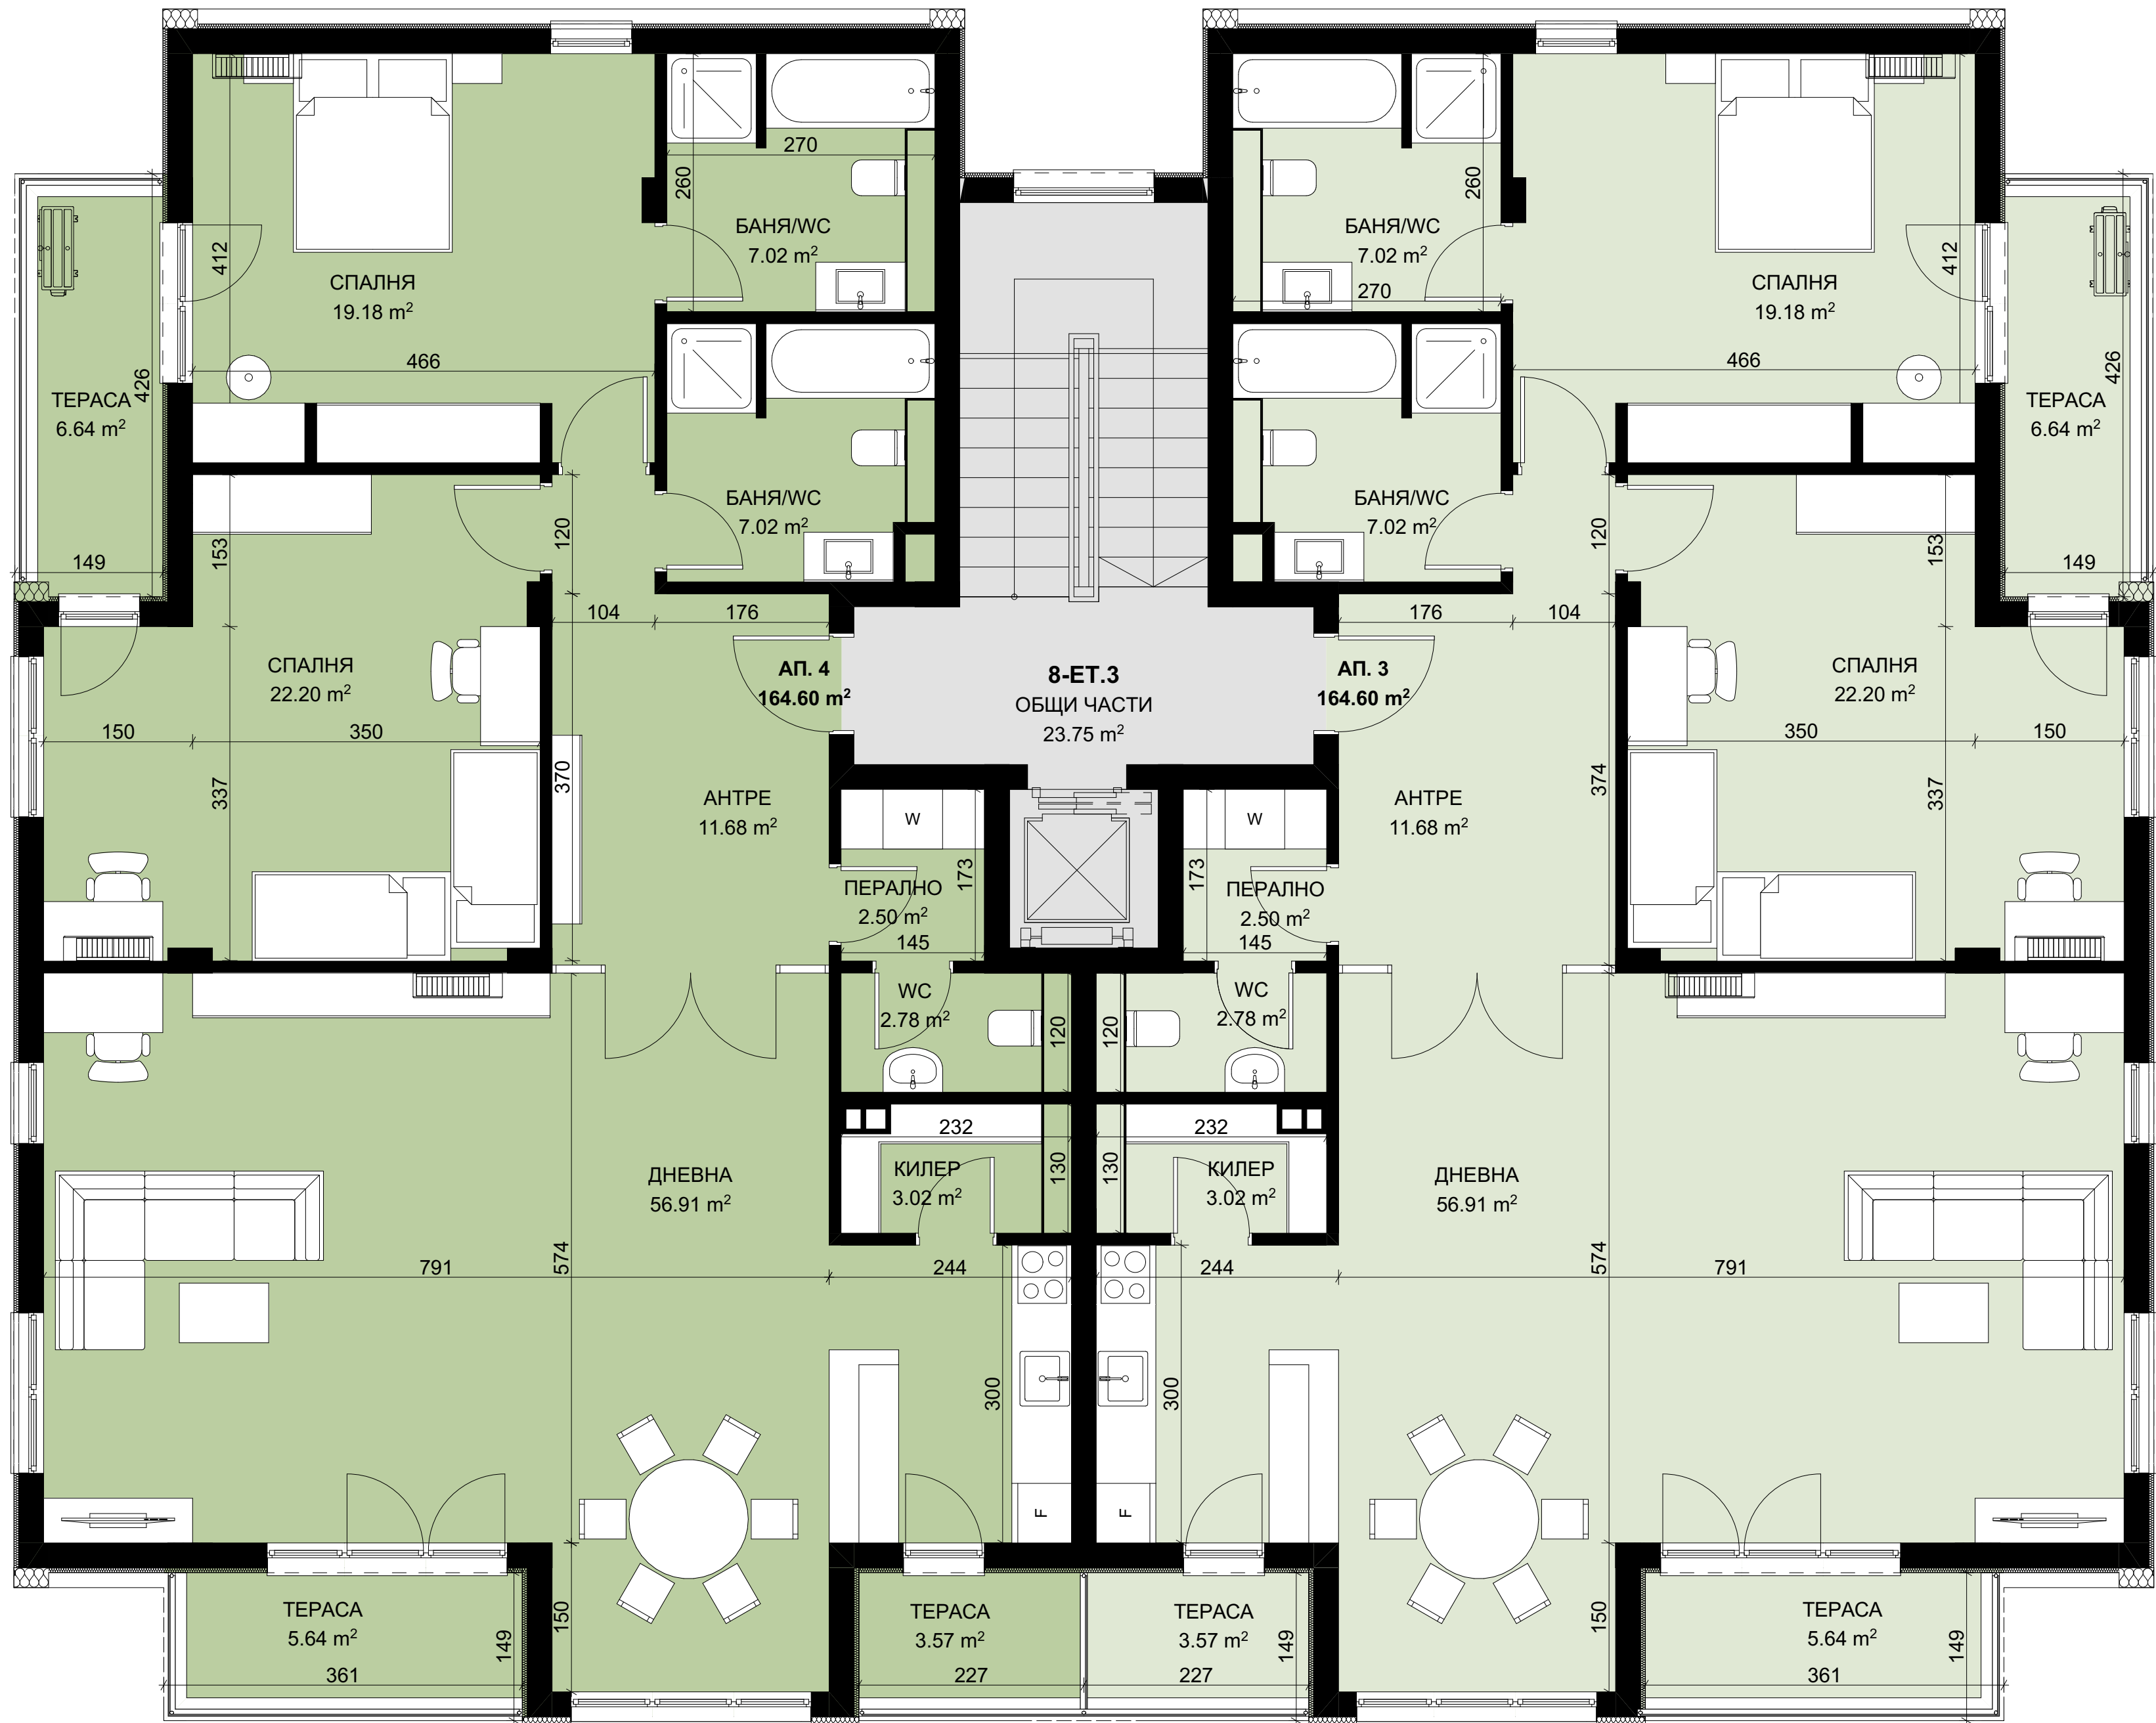 270
260
БАНЯ/WC
7.02 m²
СПАЛНЯ
19.18 m²
412
466
ТЕРАСА
6.64 m²
426
149
БАНЯ/WC
7.02 m²
153
120
104
176
СПАЛНЯ
22.20 m²
150
350
337
370
АП. 4
164.60 m²
8-ЕТ.3
ОБЩИ ЧАСТИ
23.75 m²
АП. 3
164.60 m²
260
БАНЯ/WC
7.02 m²
270
СПАЛНЯ
19.18 m²
412
466
ТЕРАСА
6.64 m²
426
149
БАНЯ/WC
7.02 m²
120
153
176
104
СПАЛНЯ
22.20 m²
350
150
337
374
АНТРЕ
11.68 m²
W
ПЕРАЛНО
2.50 m²
173
145
WC
2.78 m²
120
W
173
ПЕРАЛНО
2.50 m²
145
WC
2.78 m²
120
АНТРЕ
11.68 m²
232
КИЛЕР
3.02 m²
130
232
КИЛЕР
3.02 m²
130
ДНЕВНА
56.91 m²
791
574
244
300
F
ДНЕВНА
56.91 m²
244
574
791
300
F
ТЕРАСА
5.64 m²
361
149
150
ТЕРАСА
3.57 m²
227
ТЕРАСА
3.57 m²
227
149
150
ТЕРАСА
5.64 m²
361
149